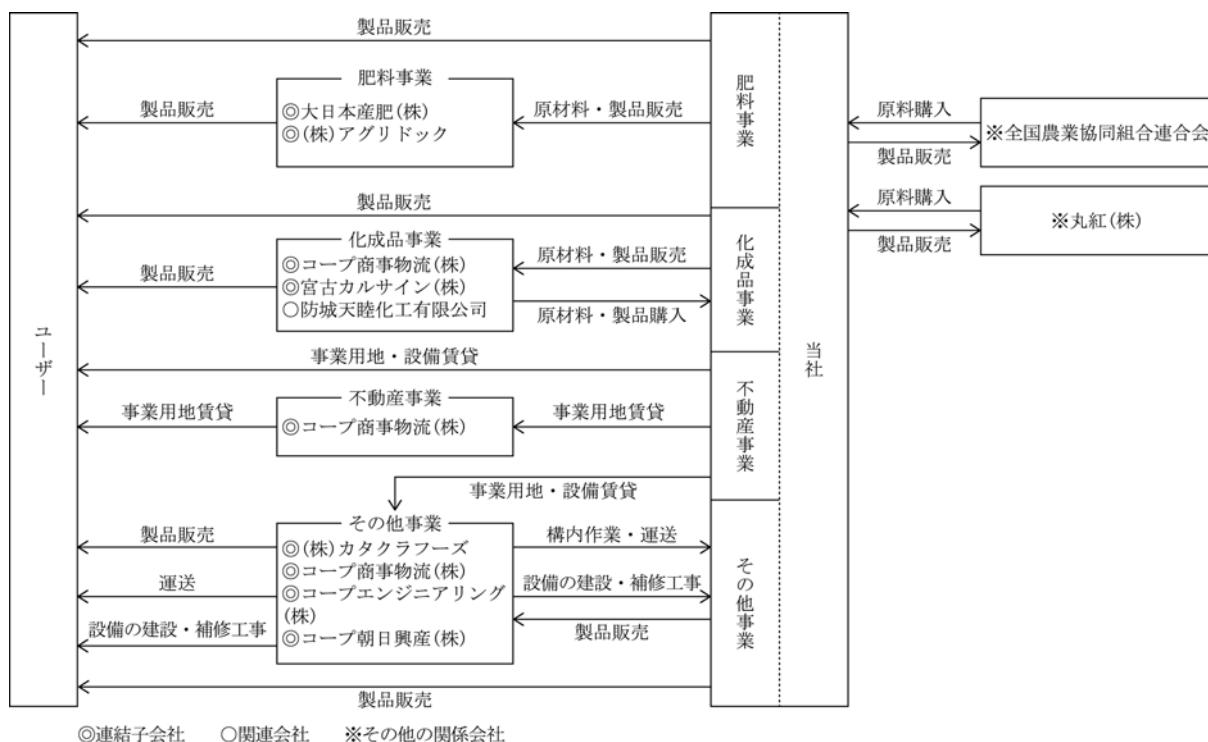 製品販売
肥料事業
◎大日本産肥(株)
◎(株)アグリドック
製品販売
原材料・製品販売
肥料事業
原料購入
製品販売
※全国農業協同組合連合会
原料購入
製品販売
※丸紅(株)
製品販売
化成品事業
◎コープ商事物流(株)
◎宮古カルサイン(株)
○防城天睦化工有限公司
製品販売
原材料・製品販売
原材料・製品購入
化成品事業
ユーザー
当社
事業用地・設備賃貸
不動産事業
◎コープ商事物流(株)
事業用地賃貸
事業用地賃貸
不動産事業
事業用地・設備賃貸
その他事業
◎(株)カタクラフーズ
◎コープ商事物流(株)
◎コープエンジニアリング
(株)
◎コープ朝日興産(株)
製品販売
運送
設備の建設・補修工事
構内作業・運送
設備の建設・補修工事
製品販売
その他事業
製品販売
◎連結子会社 ○関連会社 ※その他の関係会社